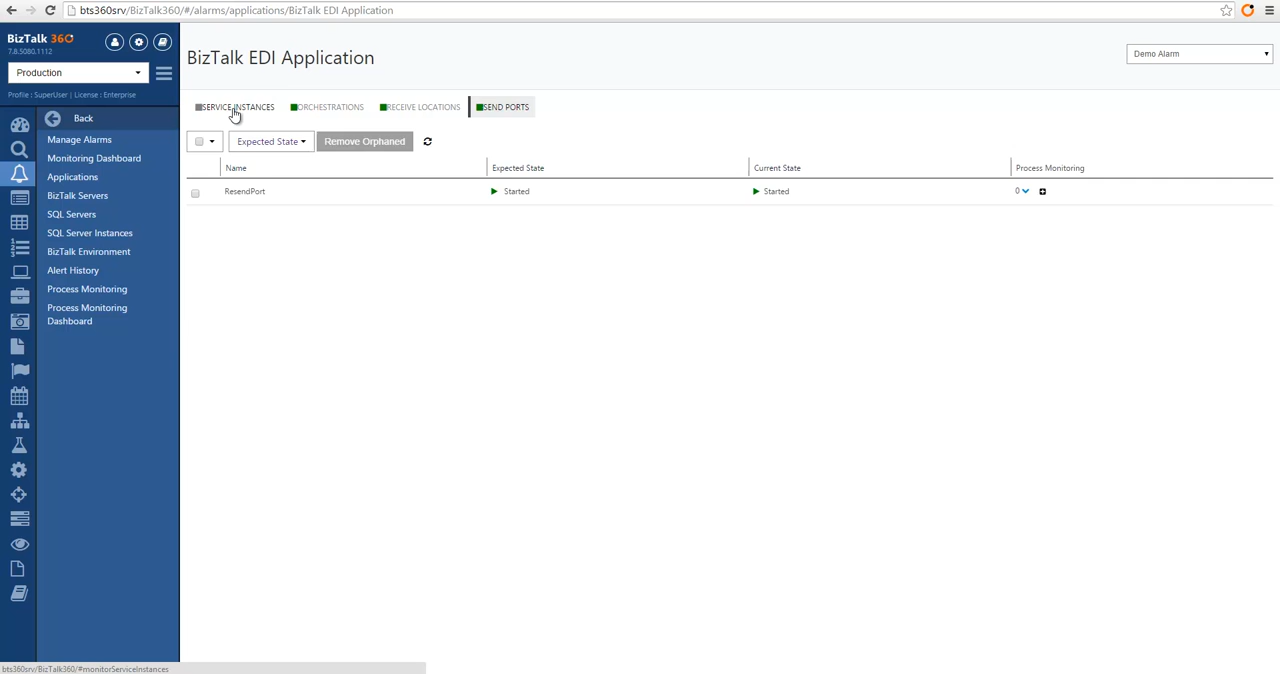 bts360srv/BizTalk360/#/alarms/applications/BizTalk EDI Application
BizTalk 360
7.8.5080.1112
Production
Profile : SuperUser | License : Enterprise
Back
Manage Alarms
Monitoring Dashboard
Applications
BizTalk Servers
SQL Servers
SQL Server Instances
BizTalk Environment
Alert History
Process Monitoring
Process Monitoring
Dashboard
BizTalk EDI Application
Demo Alarm
SERVICE INSTANCES ORCHESTRATIONS RECEIVE LOCATIONS SEND PORTS
Expected State Remove Orphaned
Name Expected State Current State Process Monitoring
ResendPort Started Started 0
bts360srv/BizTalk360/#monitorServiceInstances